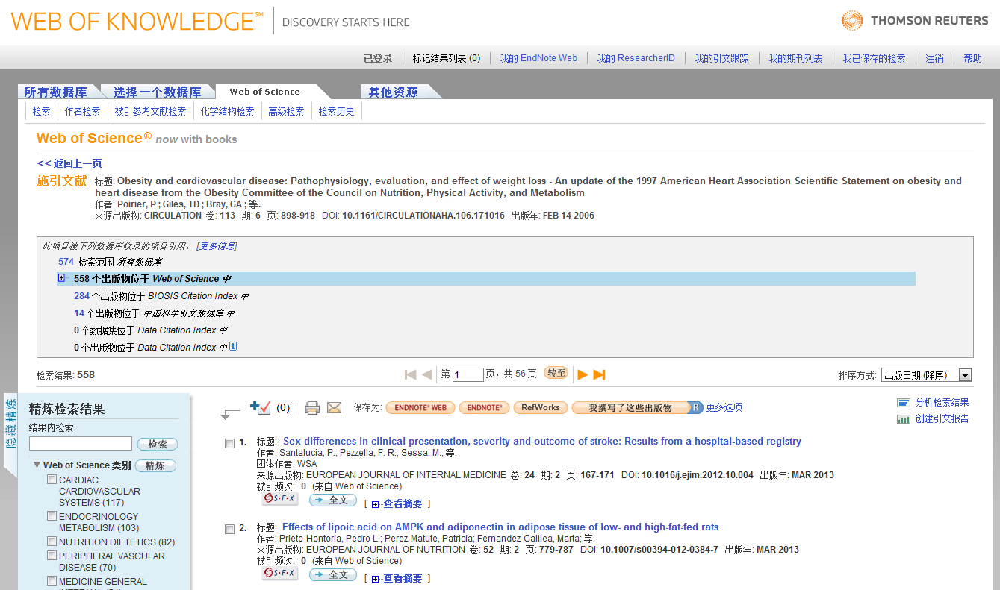 WEB OF KNOWLEDGE℠ DISCOVERY STARTS HERE
THOMSON REUTERS
已登录 标记结果列表 (0) 我的 EndNote Web 我的 ResearcherID 我的引文跟踪 我的期刊列表 我已保存的检索 注销 帮助
所有数据库 选择一个数据库 Web of Science 其他资源
检索 作者检索 被引参考文献检索 化学结构检索 高级检索 检索历史
Web of Science® now with books
<< 返回上一页
施引文献 标题: Obesity and cardiovascular disease: Pathophysiology, evaluation, and effect of weight loss - An update of the 1997 American Heart Association Scientific Statement on obesity and
heart disease from the Obesity Committee of the Council on Nutrition, Physical Activity, and Metabolism
作者: Poirier, P ; Giles, TD ; Bray, GA ; 等.
来源出版物: CIRCULATION 卷: 113 期: 6 页: 898-918 DOI: 10.1161/CIRCULATIONAHA.106.171016 出版年: FEB 14 2006
此项目被下列数据库收录的项目引用。 [更多信息]
574 检索范围 所有数据库
558 个出版物位于 Web of Science 中
284 个出版物位于 BIOSIS Citation Index 中
14 个出版物位于 中国科学引文数据库 中
0 个数据集位于 Data Citation Index 中
0 个出版物位于 Data Citation Index 中
检索结果: 558 第 1 页，共 56 页 转至 排序方式: 出版日期 (降序)
隐藏精炼
精炼检索结果
结果内检索
检索
Web of Science 类别 精炼
CARDIAC
CARDIOVASCULAR
SYSTEMS (117)
ENDOCRINOLOGY
METABOLISM (103)
NUTRITION DIETETICS (82)
PERIPHERAL VASCULAR
DISEASE (70)
MEDICINE GENERAL
(0) 保存为: ENDNOTE® WEB ENDNOTE® RefWorks 我撰写了这些出版物 R 更多选项
分析检索结果
创建引文报告
1. 标题: Sex differences in clinical presentation, severity and outcome of stroke: Results from a hospital-based registry
作者: Santalucia, P.; Pezzella, F. R.; Sessa, M.; 等.
团体作者: WSA
来源出版物: EUROPEAN JOURNAL OF INTERNAL MEDICINE 卷: 24 期: 2 页: 167-171 DOI: 10.1016/j.ejim.2012.10.004 出版年: MAR 2013
被引频次: 0 (来自 Web of Science)
S·F·X 全文 [ 查看摘要 ]
2. 标题: Effects of lipoic acid on AMPK and adiponectin in adipose tissue of low- and high-fat-fed rats
作者: Prieto-Hontoria, Pedro L.; Perez-Matute, Patricia; Fernandez-Galilea, Marta; 等.
来源出版物: EUROPEAN JOURNAL OF NUTRITION 卷: 52 期: 2 页: 779-787 DOI: 10.1007/s00394-012-0384-7 出版年: MAR 2013
被引频次: 0 (来自 Web of Science)
S·F·X 全文 [ 查看摘要 ]